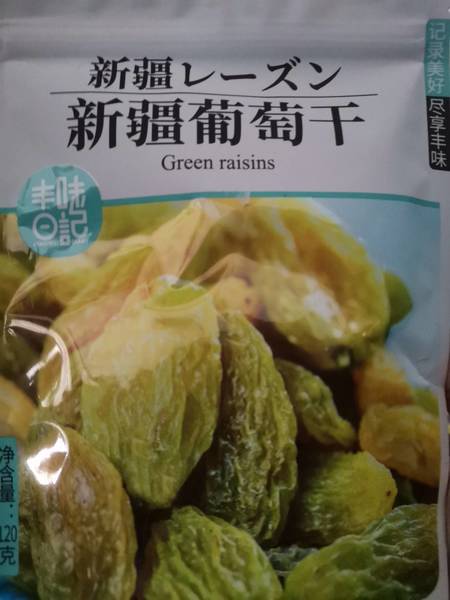 新疆レーズン
新疆葡萄干
Green raisins
记录美好
尽享丰味
丰味
日記
净含量：120克